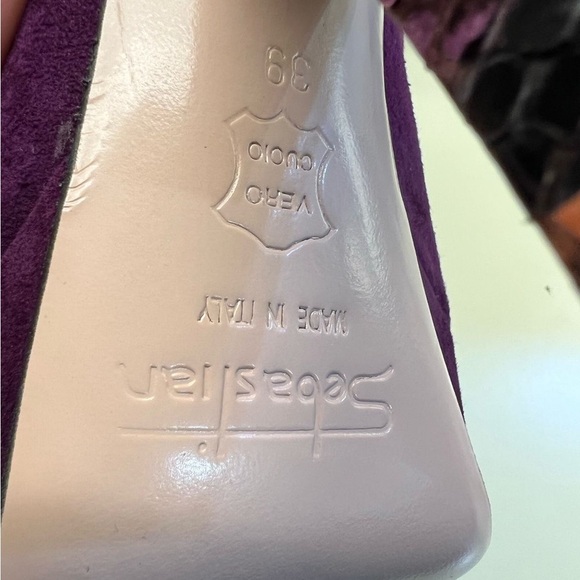 Sebastian
MADE IN ITALY
VERO
CUOIO
39